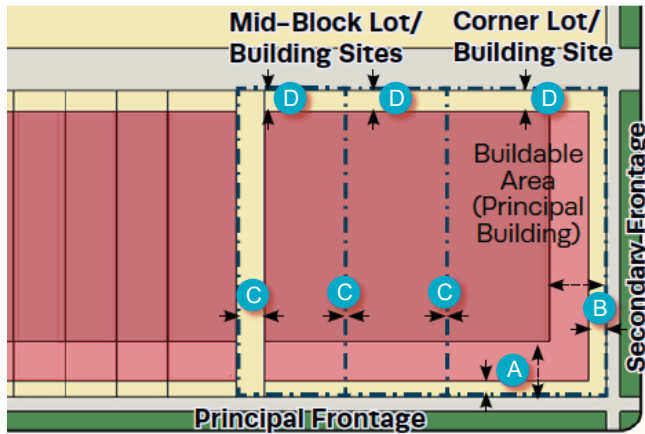 Mid-Block Lot/
Building Sites
Corner Lot/
Building Site
D
D
D
Buildable
Area
(Principal
Building)
Secondary Frontage
C
C
C
B
A
Principal Frontage